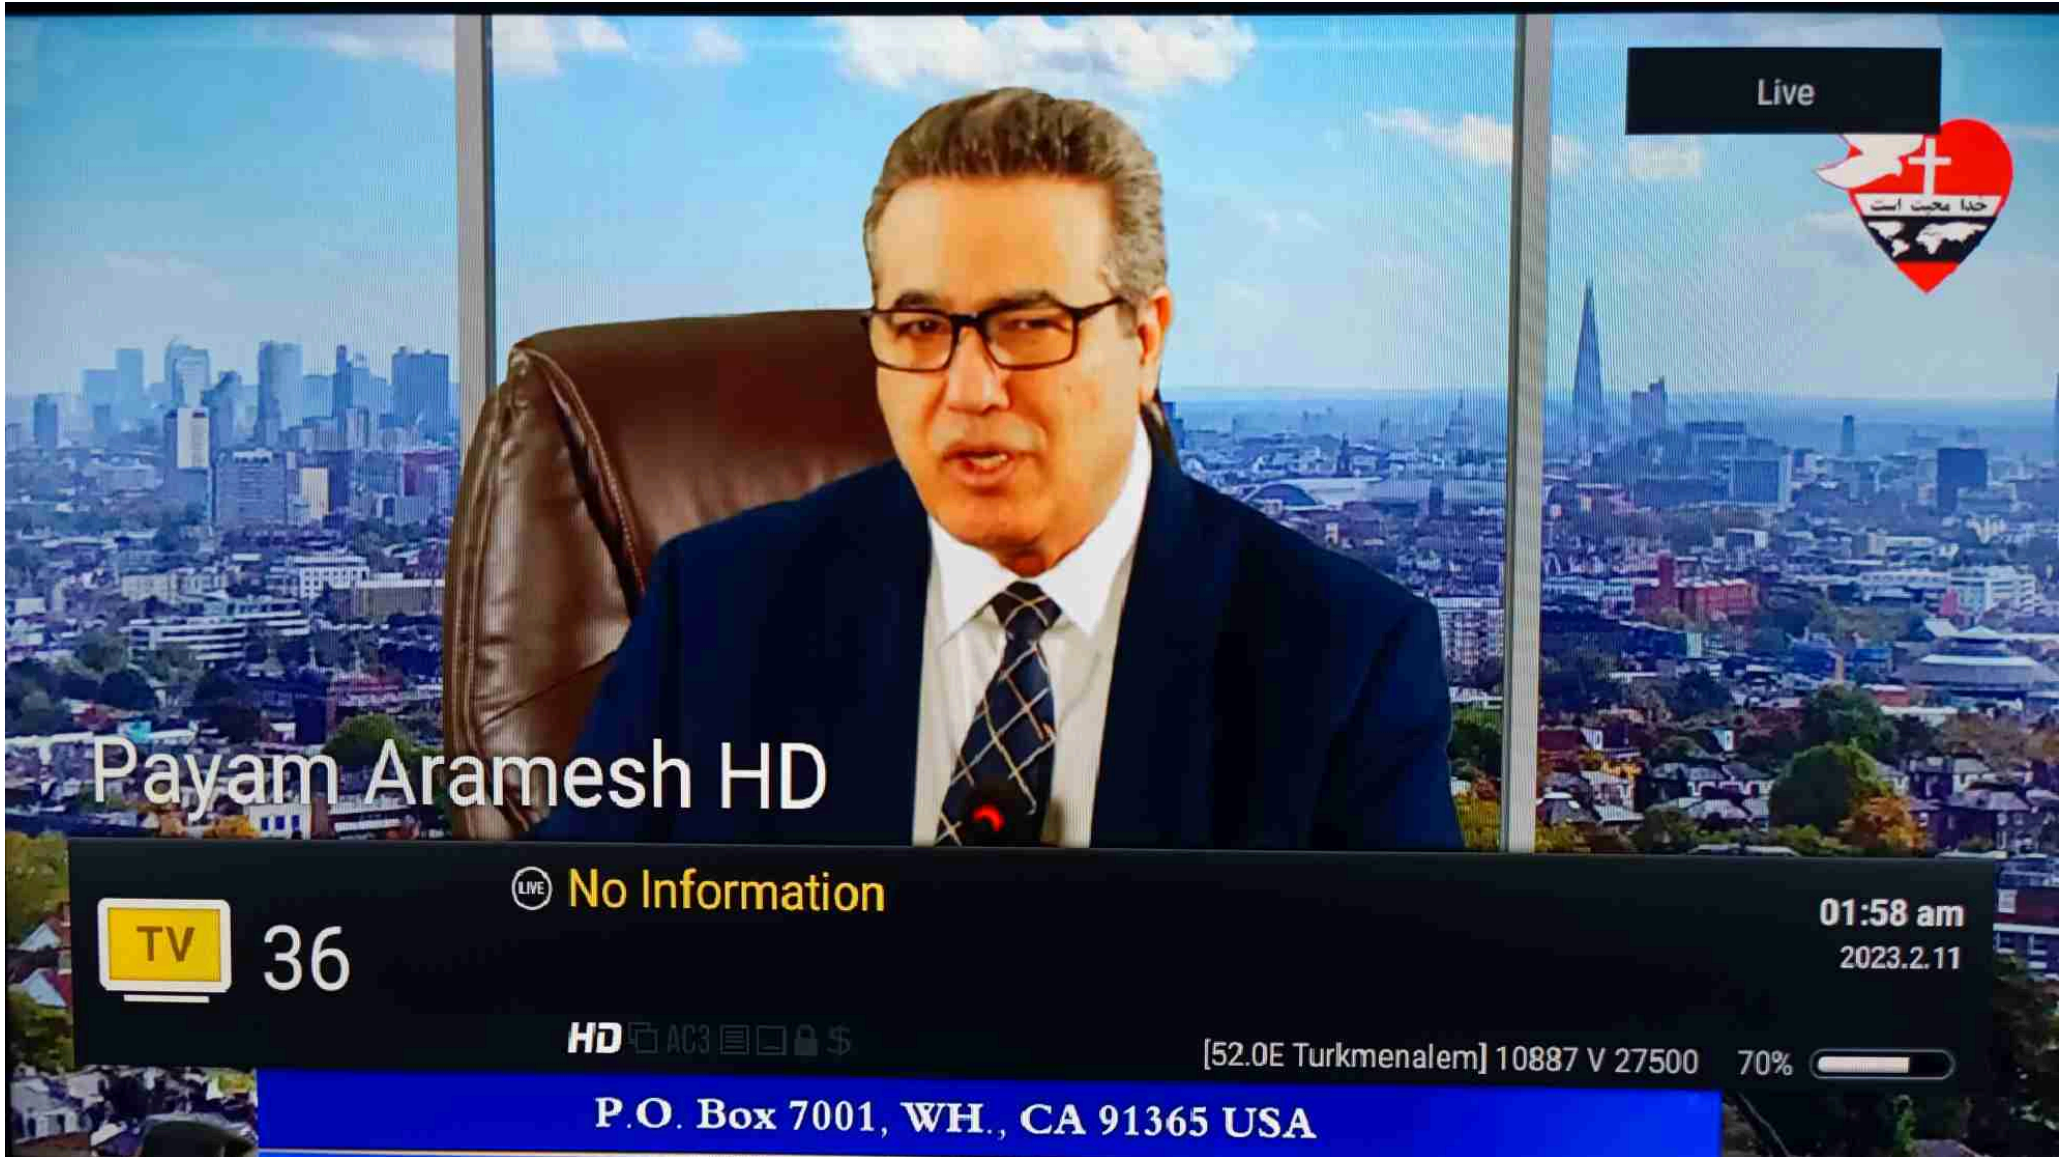 Live
خدا محبت است
Payam Aramesh HD
LIVE No Information
01:58 am
TV 36
2023.2.11
HD AC3 $
[52.0E Turkmenalem] 10887 V 27500 70%
P.O. Box 7001, WH., CA 91365 USA